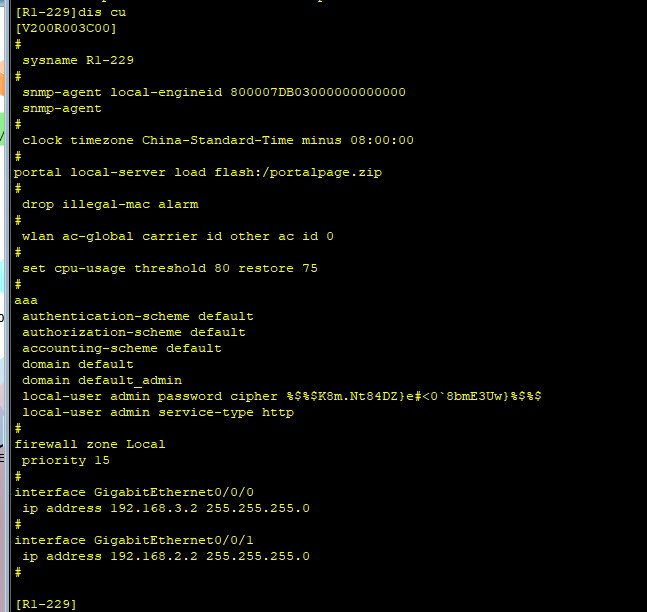 [R1-229]dis cu
[V200R003C00]
#
 sysname R1-229
#
 snmp-agent local-engineid 800007DB03000000000000
 snmp-agent
#
 clock timezone China-Standard-Time minus 08:00:00
#
portal local-server load flash:/portalpage.zip
#
 drop illegal-mac alarm
#
 wlan ac-global carrier id other ac id 0
#
 set cpu-usage threshold 80 restore 75
#
aaa
 authentication-scheme default
 authorization-scheme default
 accounting-scheme default
 domain default
 domain default_admin
 local-user admin password cipher %$%$K8m.Nt84DZ}e#<0`8bmE3Uw}%$%$
 local-user admin service-type http
#
firewall zone Local
 priority 15
#
interface GigabitEthernet0/0/0
 ip address 192.168.3.2 255.255.255.0
#
interface GigabitEthernet0/0/1
 ip address 192.168.2.2 255.255.255.0
#
[R1-229]